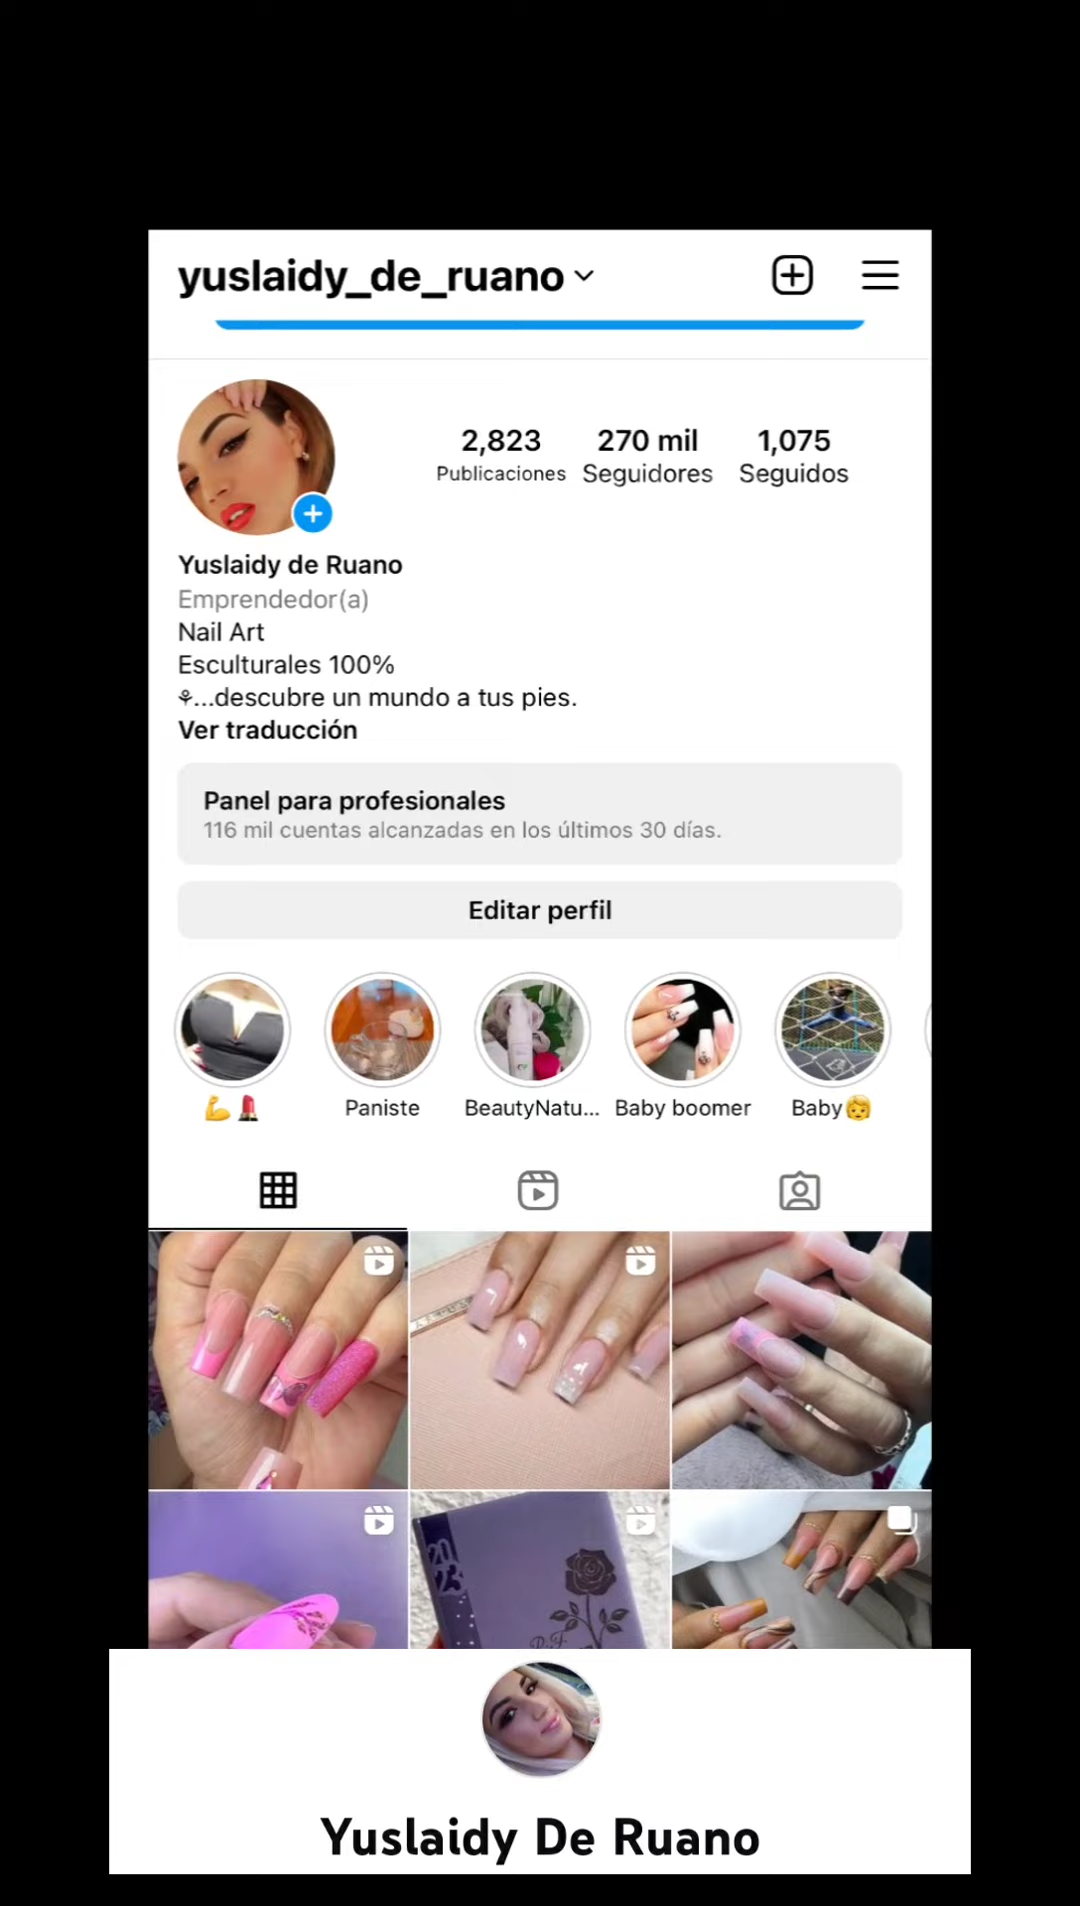 yuslaidy_de_ruano
2,823 270 mil 1,075
Publicaciones Seguidores Seguidos
Yuslaidy de Ruano
Emprendedor(a)
Nail Art
Esculturales 100%
⚘...descubre un mundo a tus pies.
Ver traducción
Panel para profesionales
116 mil cuentas alcanzadas en los últimos 30 días.
Editar perfil
💪💄 Paniste BeautyNatu... Baby boomer Baby👵
2023
Yuslaidy De Ruano